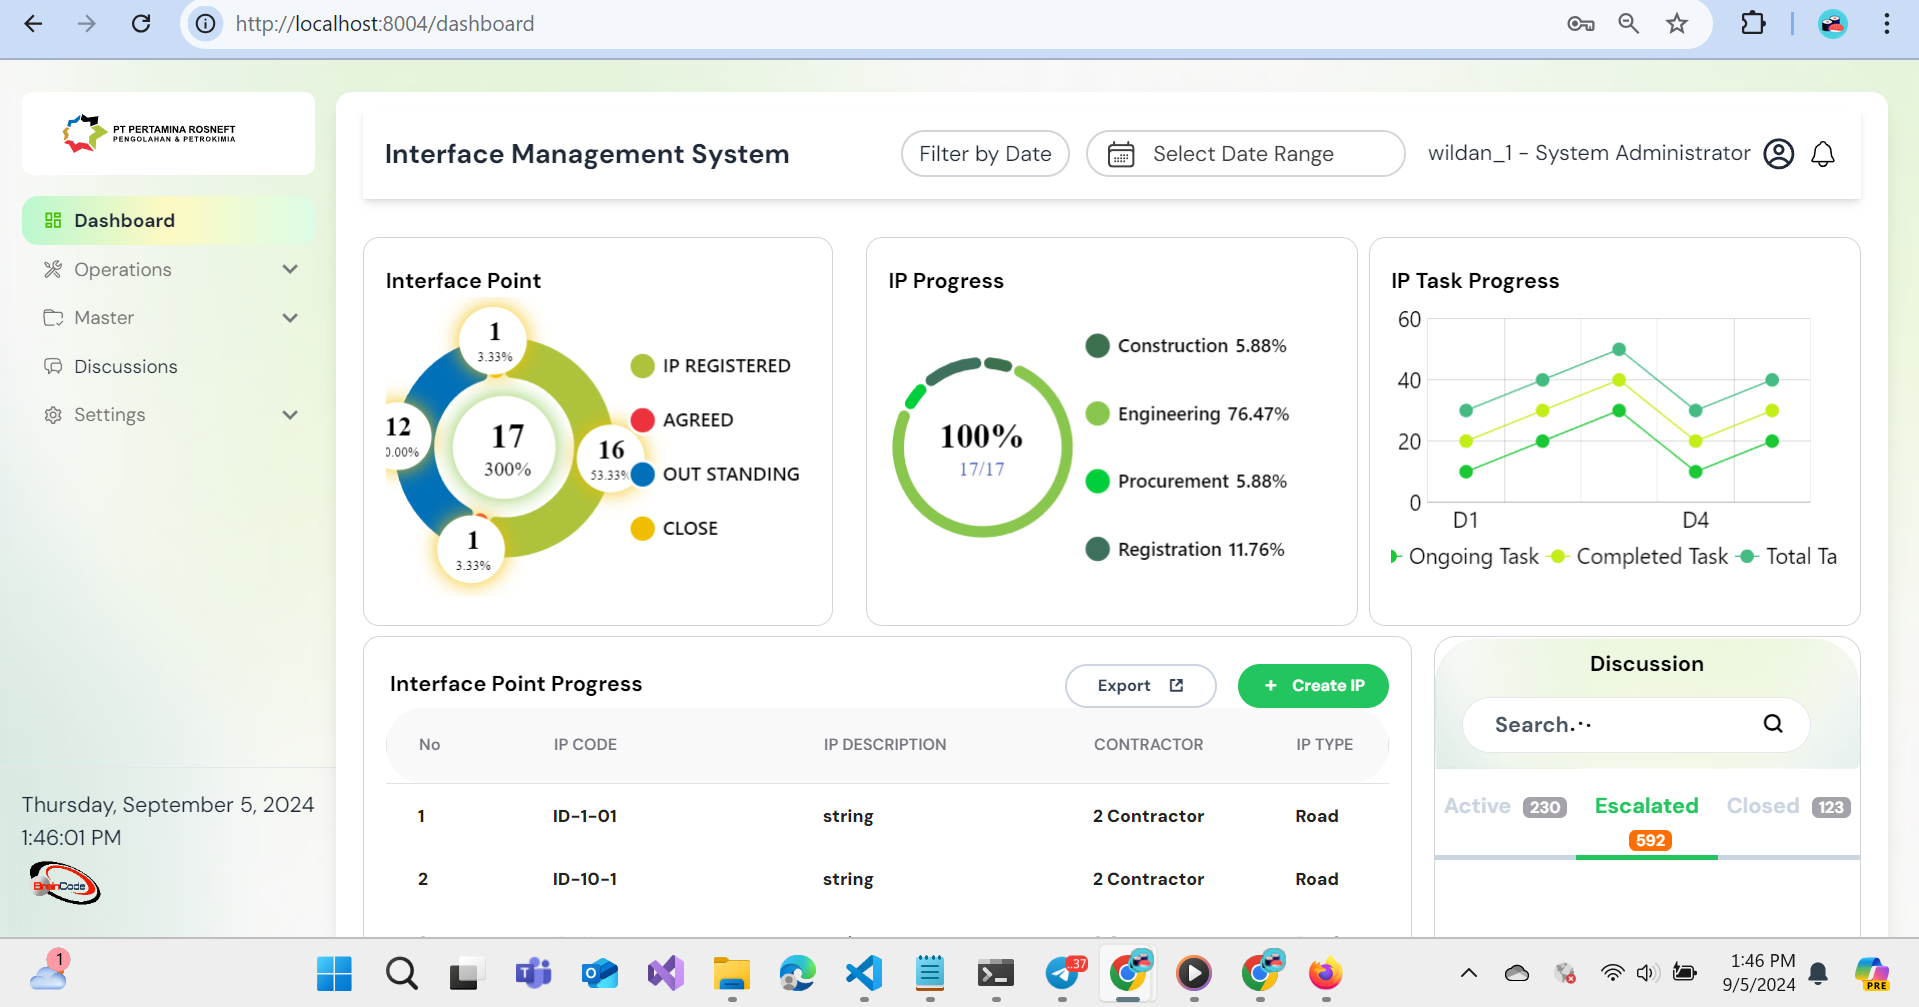 http://localhost:8004/dashboard
PT PERTAMINA ROSNEFT
PENGOLAHAN & PETROKIMIA
Dashboard
Operations
Master
Discussions
Settings
Thursday, September 5, 2024
1:46:01 PM
BrainCode
Interface Management System
Filter by Date
Select Date Range
wildan_1 - System Administrator
Interface Point
1
3.33%
12
0.00%
17
300%
16
53.33%
1
3.33%
IP REGISTERED
AGREED
OUT STANDING
CLOSE
IP Progress
100%
17/17
Construction 5.88%
Engineering 76.47%
Procurement 5.88%
Registration 11.76%
IP Task Progress
60
40
20
0
D1 D4
Ongoing Task Completed Task Total Ta
Interface Point Progress
Export
+ Create IP
No IP CODE IP DESCRIPTION CONTRACTOR IP TYPE
1 ID-1-01 string 2 Contractor Road
2 ID-10-1 string 2 Contractor Road
Discussion
Search...
Active 230 Escalated Closed 123
592
1
.37
1:46 PM
9/5/2024
PRE